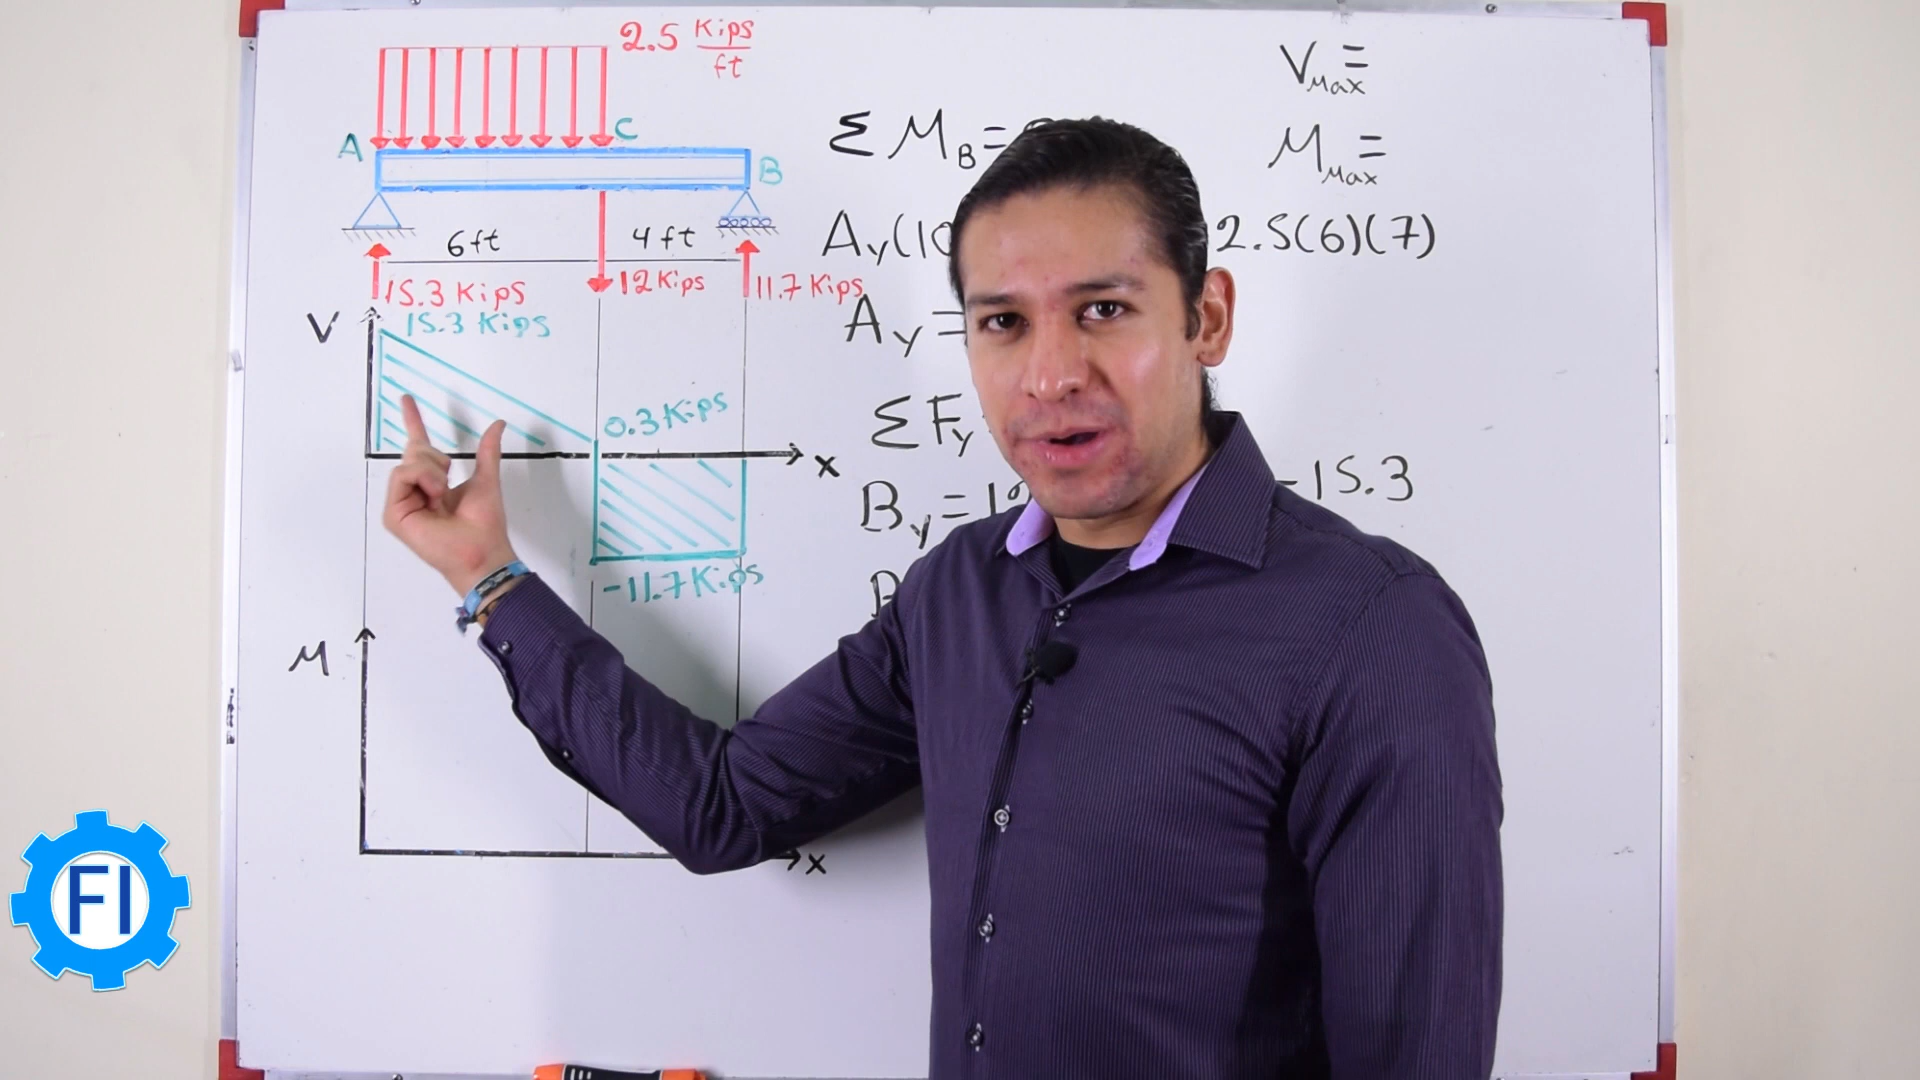 2.5 Kips
ft
A
C
B
6ft
4ft
15.3 Kips
12 Kips
11.7 Kips
V
15.3 Kips
0.3 Kips
x
-11.7 Kips
M
x
ΣM_B=
A_y(10
2.5(6)(7)
A_y=
ΣF_y
B_y=
-15.3
V_Max=
M_Max=
FI